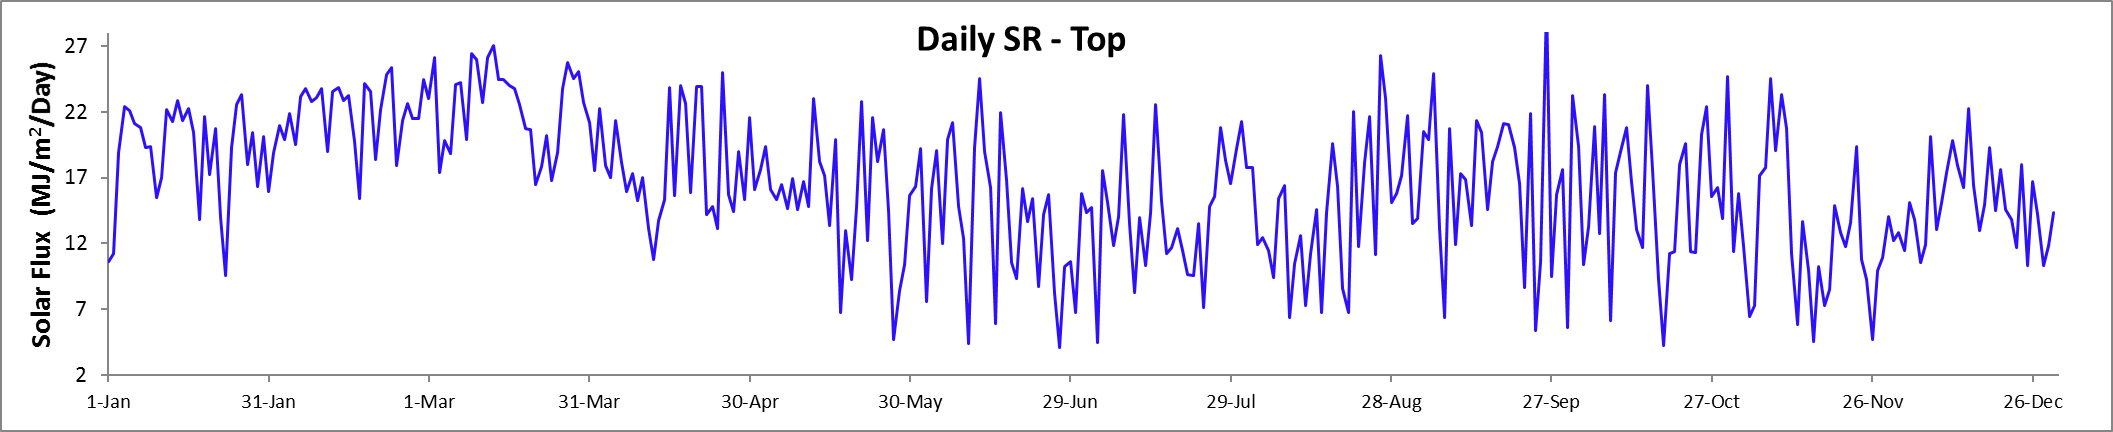 Daily SR - Top
Solar Flux (MJ/m²/Day)
27
22
17
12
7
2
1-Jan 31-Jan 1-Mar 31-Mar 30-Apr 30-May 29-Jun 29-Jul 28-Aug 27-Sep 27-Oct 26-Nov 26-Dec